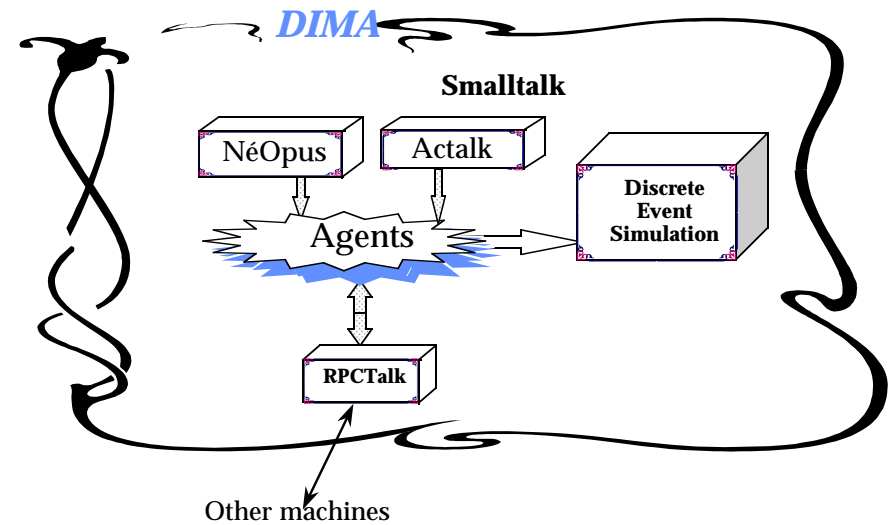 DIMA
Smalltalk
NéOpus
Actalk
Discrete
Event
Simulation
Agents
RPCTalk
Other machines